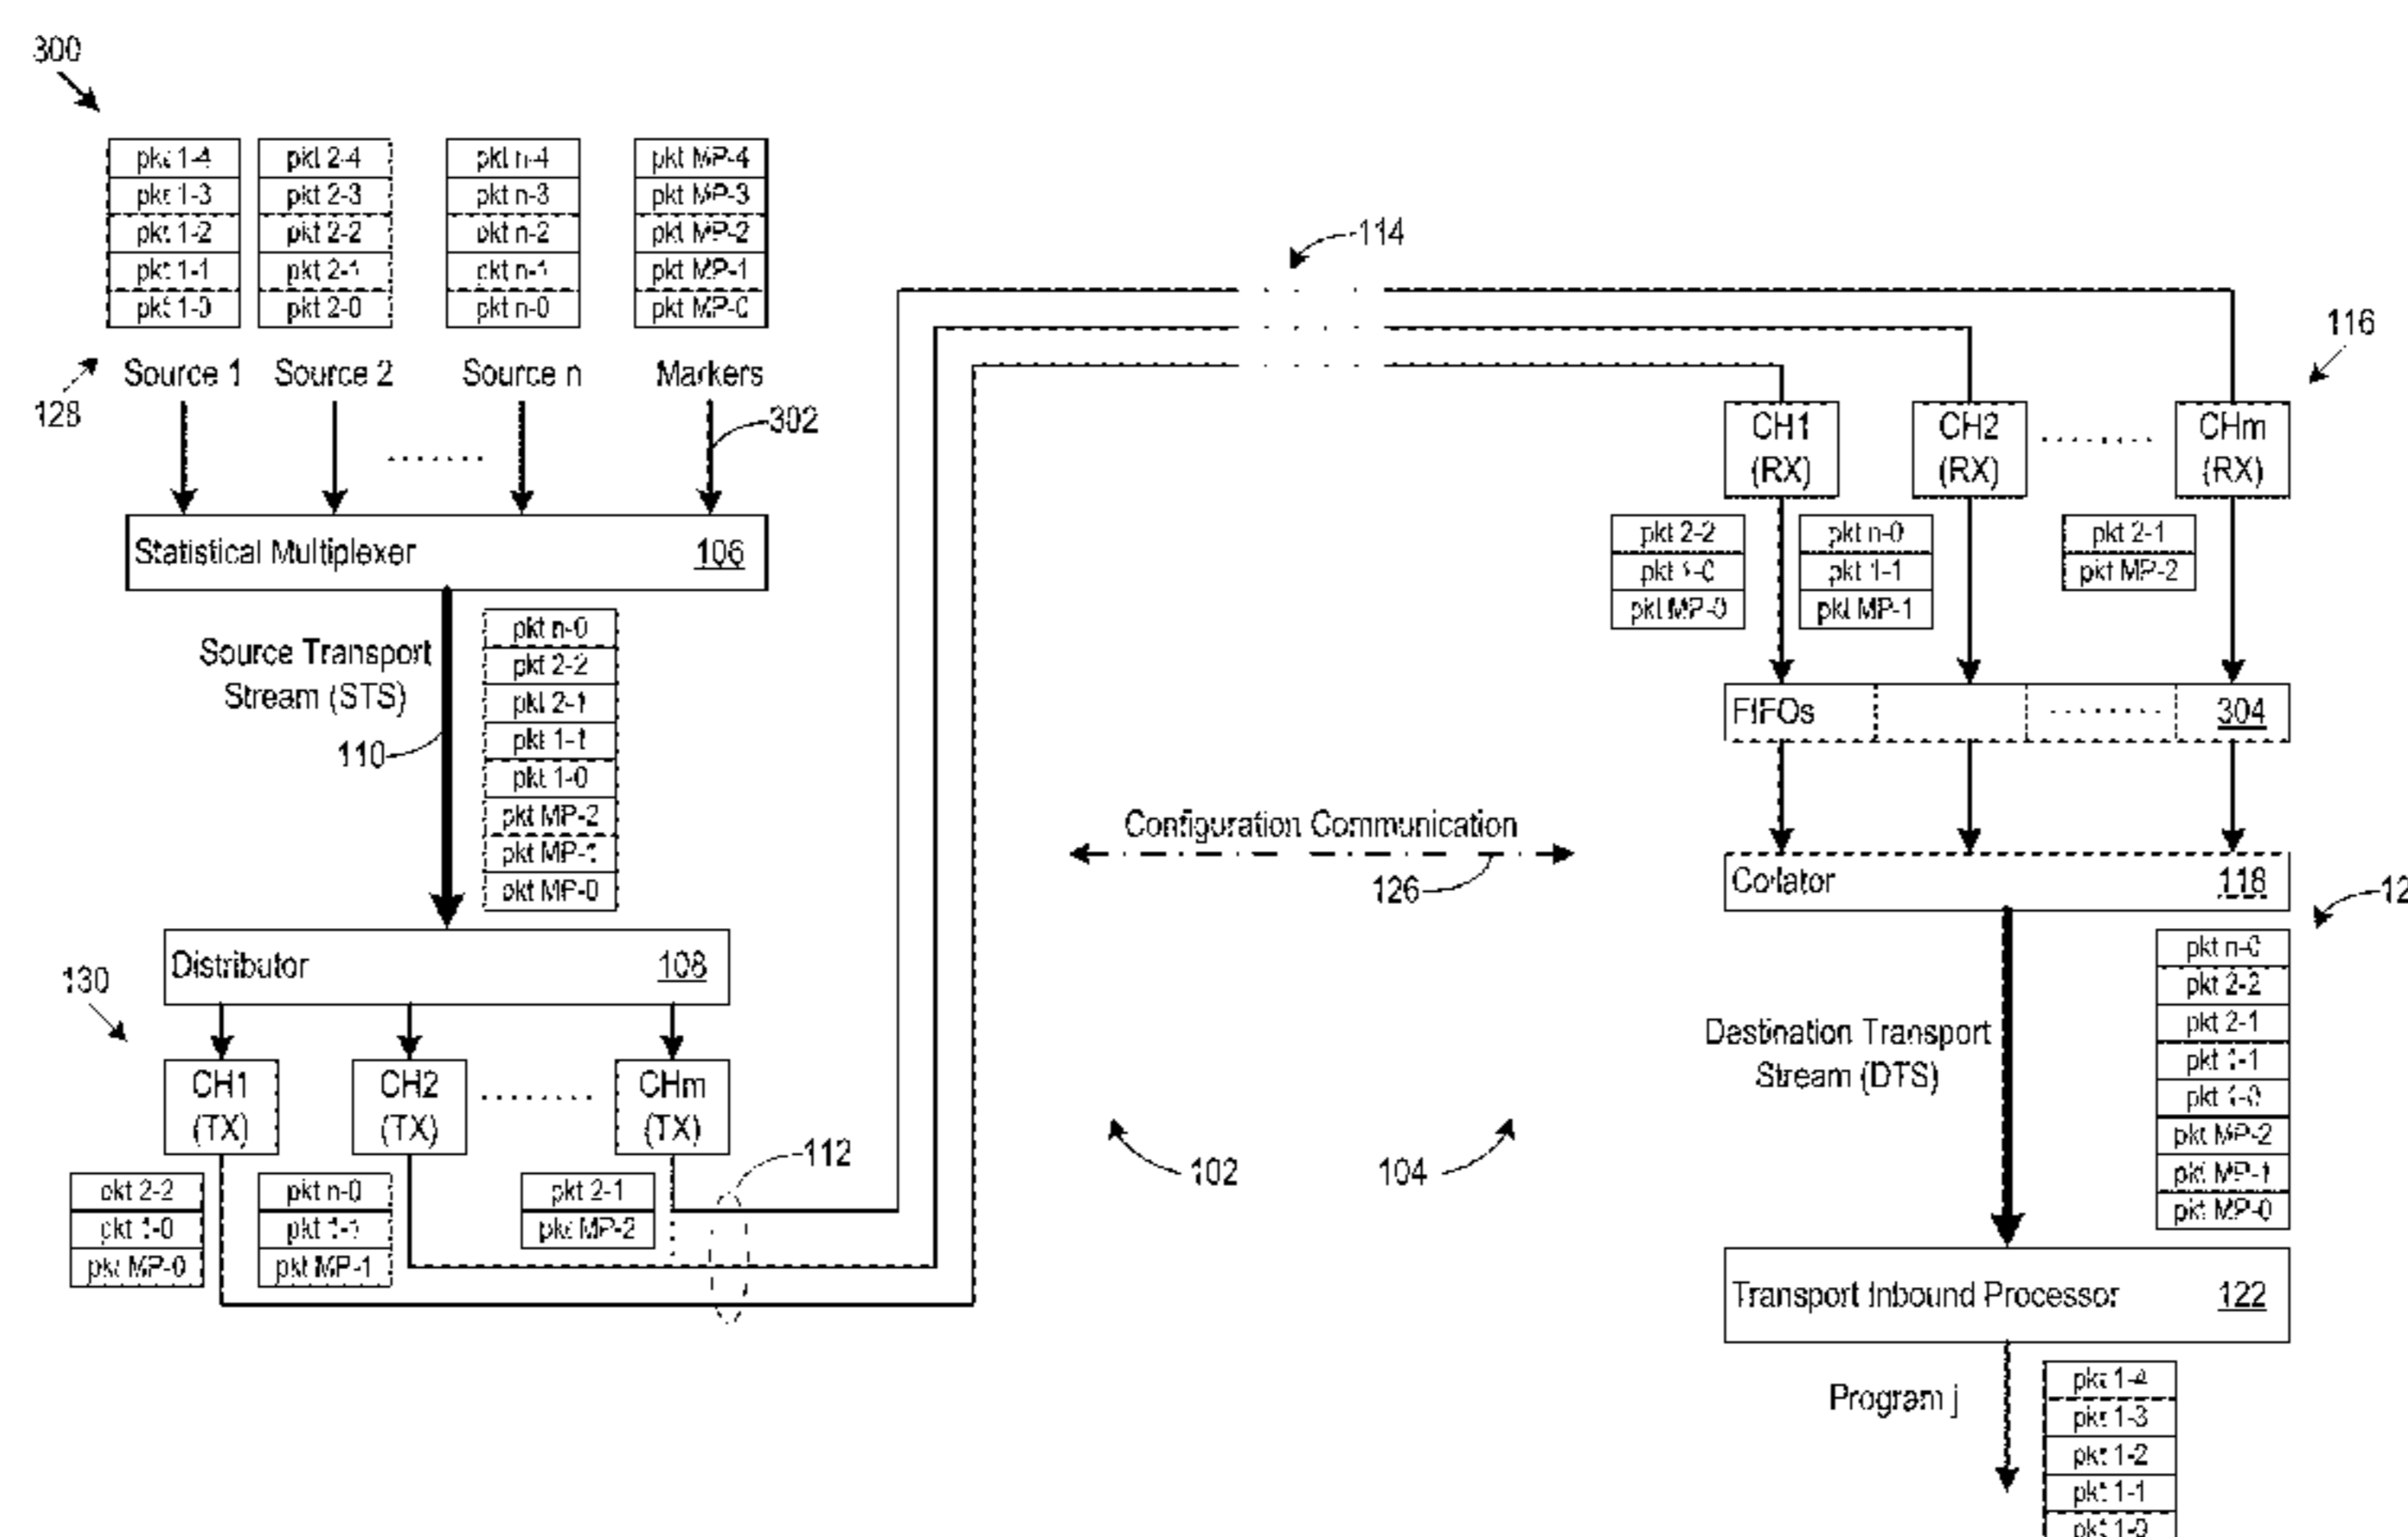 300
pkt 1-4
pkt 1-3
pkt 1-2
pkt 1-1
pkt 1-0
pkt 2-4
pkt 2-3
pkt 2-2
pkt 2-1
pkt 2-0
pkt n-4
pkt n-3
pkt n-2
pkt n-1
pkt n-0
pkt MP-4
pkt MP-3
pkt MP-2
pkt MP-1
pkt MP-0
128
Source 1
Source 2
Source n
Markers
302
Statistical Multiplexer 106
Source Transport
Stream (STS)
110
pkt n-0
pkt 2-2
pkt 2-1
pkt 1-1
pkt 1-0
pkt MP-2
pkt MP-1
pkt MP-0
Distributor 108
130
CH1
(TX)
CH2
(TX)
CHm
(TX)
pkt 2-2
pkt 1-0
pkt MP-0
pkt n-0
pkt 1-1
pkt MP-1
pkt 2-1
pkt MP-2
112
114
116
CH1
(RX)
CH2
(RX)
CHm
(RX)
pkt 2-2
pkt 1-0
pkt MP-0
pkt n-0
pkt 1-1
pkt MP-1
pkt 2-1
pkt MP-2
FIFOs 304
Configuration Communication
126
Collator 118
12
102
104
Destination Transport
Stream (DTS)
pkt n-0
pkt 2-2
pkt 2-1
pkt 1-1
pkt 1-0
pkt MP-2
pkt MP-1
pkt MP-0
Transport Inbound Processor 122
Program j
pkt 1-4
pkt 1-3
pkt 1-2
pkt 1-1
pkt 1-0